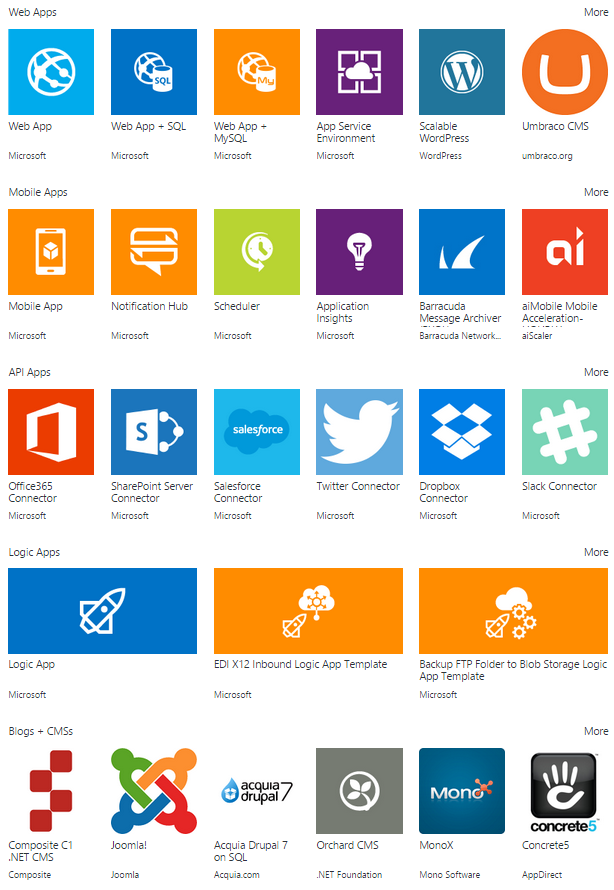 Web Apps More
SQL My
Web App Web App + SQL Web App + App Service Scalable Umbraco CMS
MySQL Environment WordPress
Microsoft Microsoft Microsoft Microsoft WordPress umbraco.org
Mobile Apps More
ai
Mobile App Notification Hub Scheduler Application Barracuda aiMobile Mobile
Insights Message Archiver Acceleration-
Microsoft Microsoft Microsoft Microsoft Barracuda Network... aiScaler
API Apps More
S salesforce
Office365 SharePoint Server Salesforce Twitter Connector Dropbox Slack Connector
Connector Connector Connector Connector
Microsoft Microsoft Microsoft Microsoft Microsoft Microsoft
Logic Apps More
Logic App EDI X12 Inbound Logic App Template Backup FTP Folder to Blob Storage Logic
App Template
Microsoft Microsoft Microsoft
Blogs + CMSs More
acquia 7
drupal Mono
concrete5
Composite C1 Joomla! Acquia Drupal 7 Orchard CMS MonoX Concrete5
.NET CMS on SQL
Composite Joomla Acquia.com .NET Foundation Mono Software AppDirect